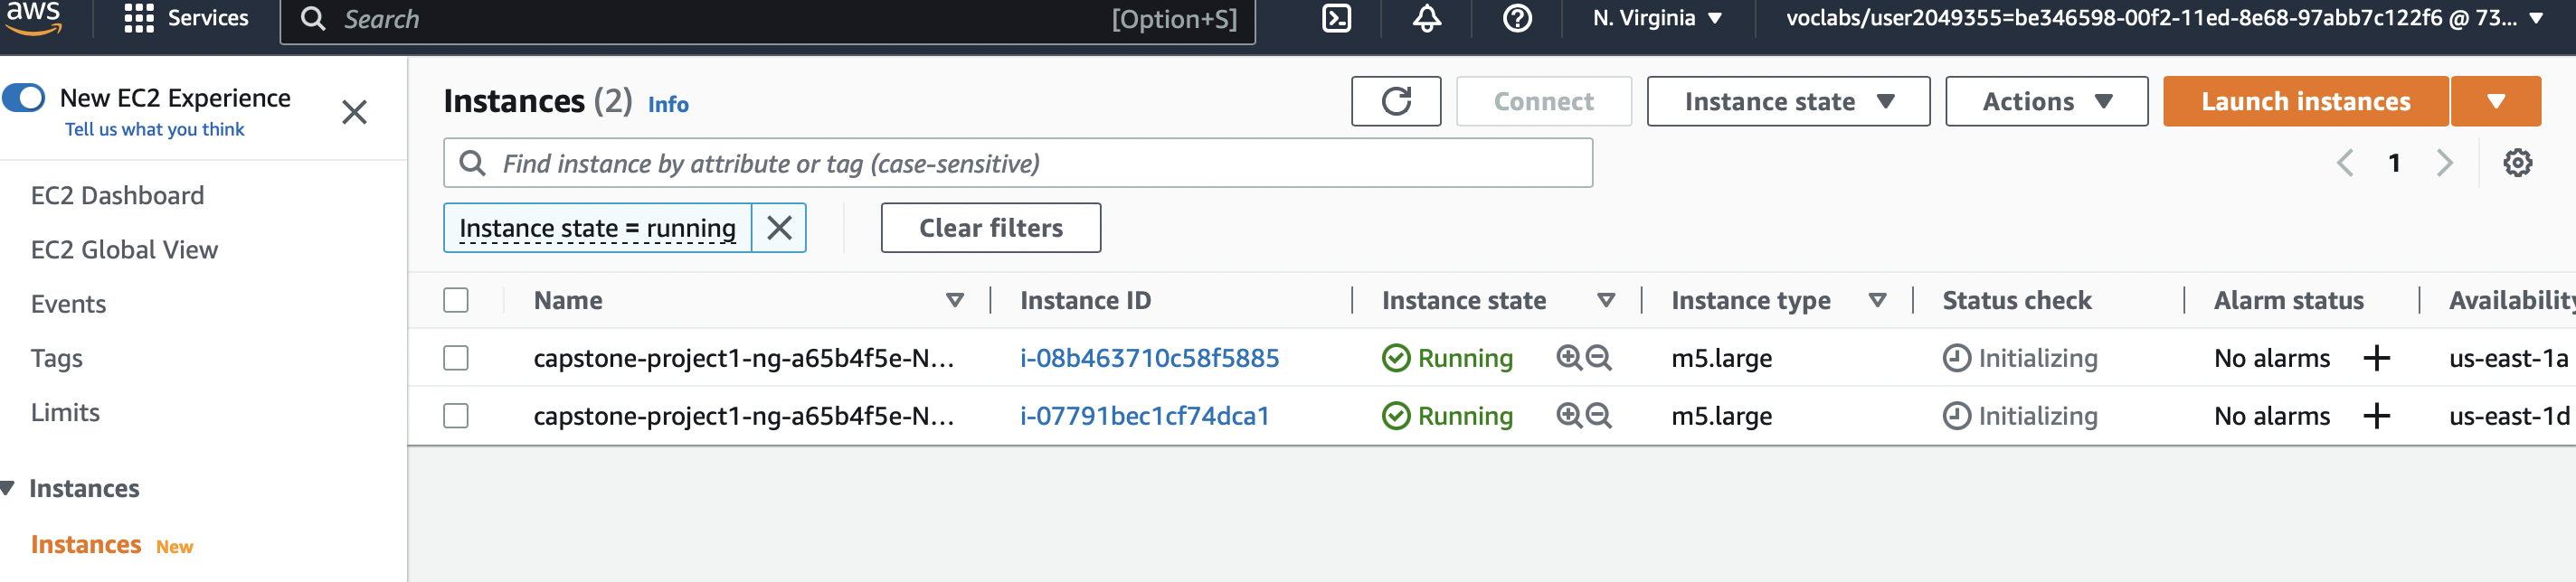 aws
Services
Search [Option+S]
N. Virginia
voclabs/user2049355=be346598-00f2-11ed-8e68-97abb7c122f6 @ 73...
New EC2 Experience
Tell us what you think
EC2 Dashboard
EC2 Global View
Events
Tags
Limits
Instances
Instances New
Instances (2) Info
Connect
Instance state
Actions
Launch instances
Find instance by attribute or tag (case-sensitive)
1
Instance state = running
Clear filters
Name Instance ID Instance state Instance type Status check Alarm status Availability
capstone-project1-ng-a65b4f5e-N... i-08b463710c58f5885 Running m5.large Initializing No alarms + us-east-1a
capstone-project1-ng-a65b4f5e-N... i-07791bec1cf74dca1 Running m5.large Initializing No alarms + us-east-1d